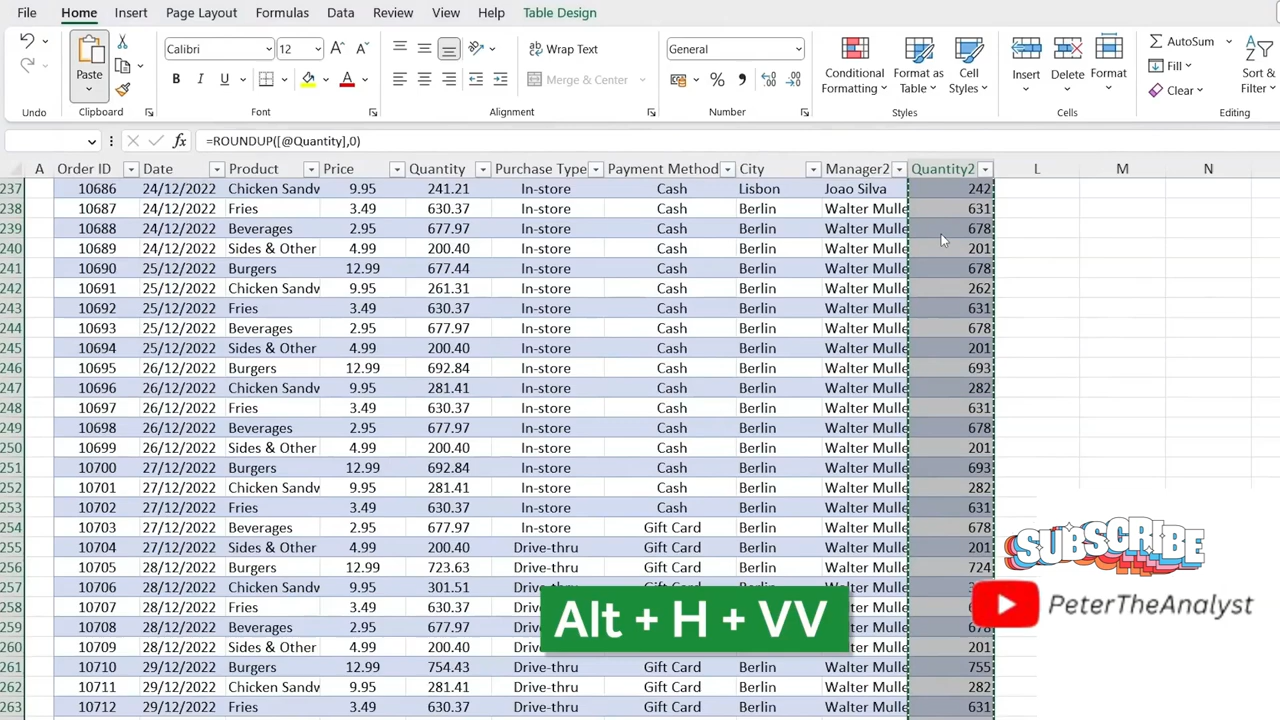 File Home Insert Page Layout Formulas Data Review View Help Table Design
Calibri 12 Wrap Text General AutoSum
Paste B I U Merge & Center Conditional Formatting Format as Table Cell Styles Insert Delete Format Fill Clear Sort & Filter
Undo Clipboard Font Alignment Number Styles Cells Editing
fx =ROUNDUP([@Quantity],0)
A Order ID Date Product Price Quantity Purchase Type Payment Method City Manager2 Quantity2 L M N
237 10686 24/12/2022 Chicken Sandv 9.95 241.21 In-store Cash Lisbon Joao Silva 242
238 10687 24/12/2022 Fries 3.49 630.37 In-store Cash Berlin Walter Mulle 631
239 10688 24/12/2022 Beverages 2.95 677.97 In-store Cash Berlin Walter Mulle 678
240 10689 24/12/2022 Sides & Other 4.99 200.40 In-store Cash Berlin Walter Mulle 201
241 10690 25/12/2022 Burgers 12.99 677.44 In-store Cash Berlin Walter Mulle 678
242 10691 25/12/2022 Chicken Sandv 9.95 261.31 In-store Cash Berlin Walter Mulle 262
243 10692 25/12/2022 Fries 3.49 630.37 In-store Cash Berlin Walter Mulle 631
244 10693 25/12/2022 Beverages 2.95 677.97 In-store Cash Berlin Walter Mulle 678
245 10694 25/12/2022 Sides & Other 4.99 200.40 In-store Cash Berlin Walter Mulle 201
246 10695 26/12/2022 Burgers 12.99 692.84 In-store Cash Berlin Walter Mulle 693
247 10696 26/12/2022 Chicken Sandv 9.95 281.41 In-store Cash Berlin Walter Mulle 282
248 10697 26/12/2022 Fries 3.49 630.37 In-store Cash Berlin Walter Mulle 631
249 10698 26/12/2022 Beverages 2.95 677.97 In-store Cash Berlin Walter Mulle 678
250 10699 26/12/2022 Sides & Other 4.99 200.40 In-store Cash Berlin Walter Mulle 201
251 10700 27/12/2022 Burgers 12.99 692.84 In-store Cash Berlin Walter Mulle 693
252 10701 27/12/2022 Chicken Sandv 9.95 281.41 In-store Cash Berlin Walter Mulle 282
253 10702 27/12/2022 Fries 3.49 630.37 In-store Cash Berlin Walter Mulle 631
254 10703 27/12/2022 Beverages 2.95 677.97 In-store Gift Card Berlin Walter Mulle 678
255 10704 27/12/2022 Sides & Other 4.99 200.40 Drive-thru Gift Card Berlin Walter Mulle 201
256 10705 28/12/2022 Burgers 12.99 723.63 Drive-thru Gift Card Berlin Walter Mulle 724
257 10706 28/12/2022 Chicken Sandv 9.95 301.51 Drive-thru Gift Card Berlin Walter Mulle
258 10707 28/12/2022 Fries 3.49 630.37 Walter Mulle
259 10708 28/12/2022 Beverages 2.95 677.97 Walter Mulle 678
260 10709 28/12/2022 Sides & Other 4.99 200.40 Walter Mulle 201
261 10710 29/12/2022 Burgers 12.99 754.43 Drive-thru Gift Card Berlin Walter Mulle 755
262 10711 29/12/2022 Chicken Sandv 9.95 281.41 Drive-thru Gift Card Berlin Walter Mulle 282
263 10712 29/12/2022 Fries 3.49 630.37 Drive-thru Gift Card Berlin Walter Mulle 631
Alt + H + VV
SUBSCRIBE
PeterTheAnalyst